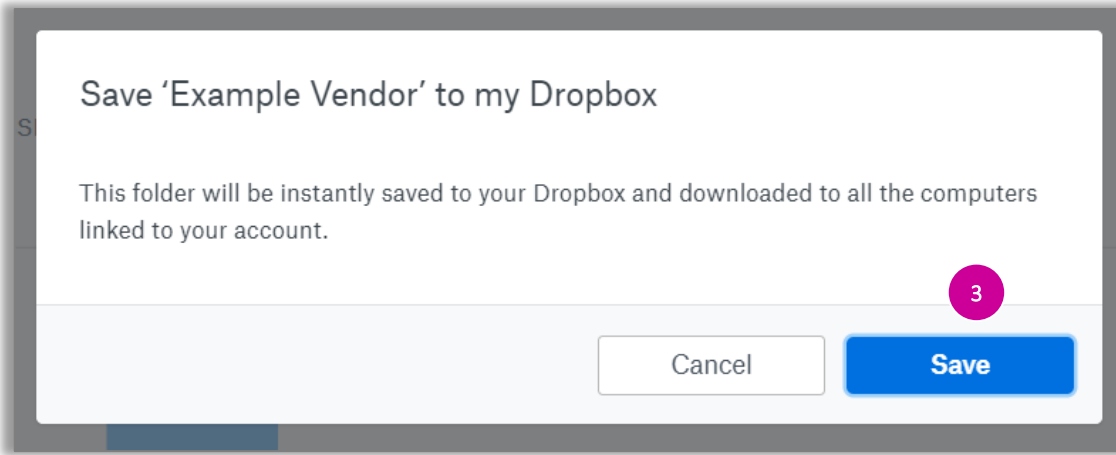 Save ‘Example Vendor’ to my Dropbox
This folder will be instantly saved to your Dropbox and downloaded to all the computers
linked to your account.
3
Cancel
Save